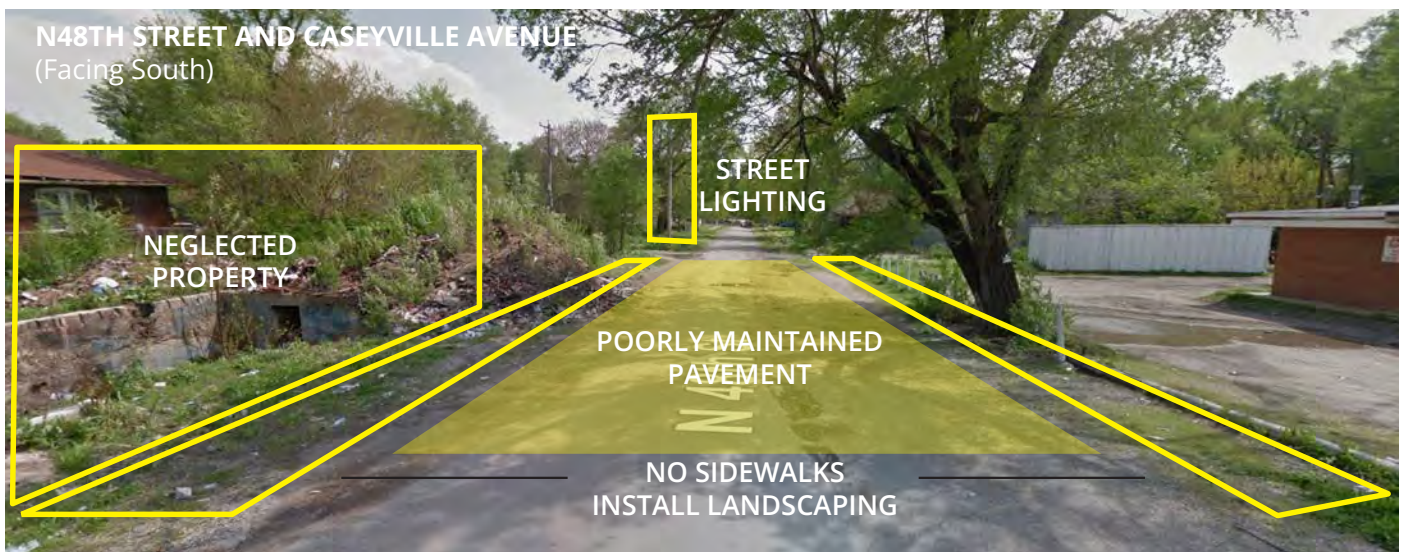 N48TH STREET AND CASEYVILLE AVENUE
(Facing South)
STREET
LIGHTING
NEGLECTED
PROPERTY
POORLY MAINTAINED
PAVEMENT
NO SIDEWALKS
INSTALL LANDSCAPING